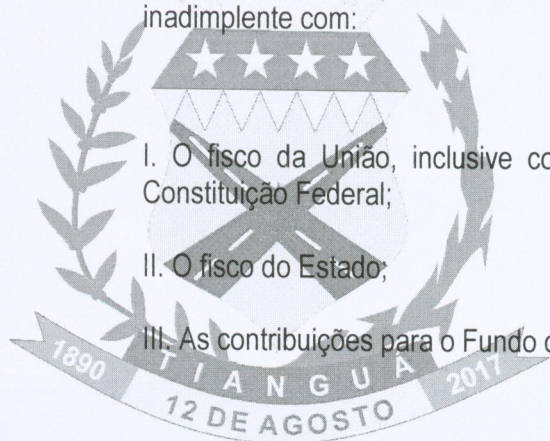 inadimplente com:
I. O fisco da União, inclusive co
Constituição Federal;
II. O fisco do Estado;
III. As contribuições para o Fundo d
1890 TIANGUÁ 2017
12 DE AGOSTO